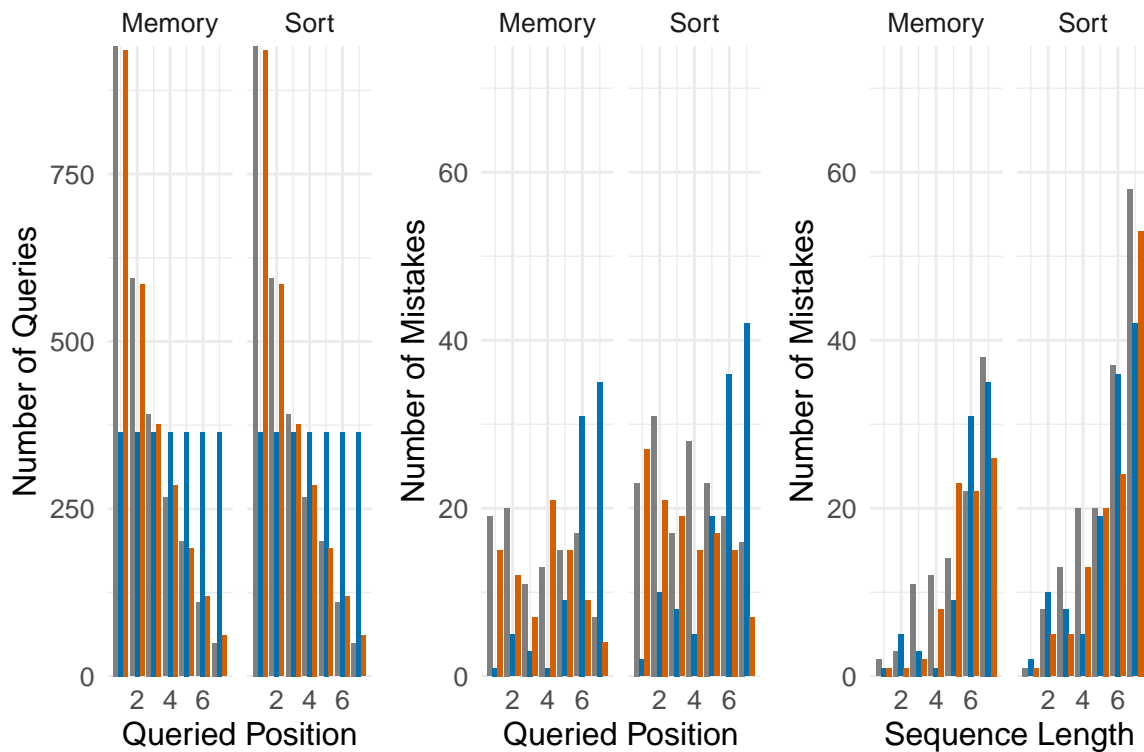 Memory Sort
Number of Queries
750
500
250
0
2 4 6 2 4 6
Queried Position
Memory Sort
Number of Mistakes
60
40
20
0
2 4 6 2 4 6
Queried Position
Memory Sort
Number of Mistakes
60
40
20
0
2 4 6 2 4 6
Sequence Length